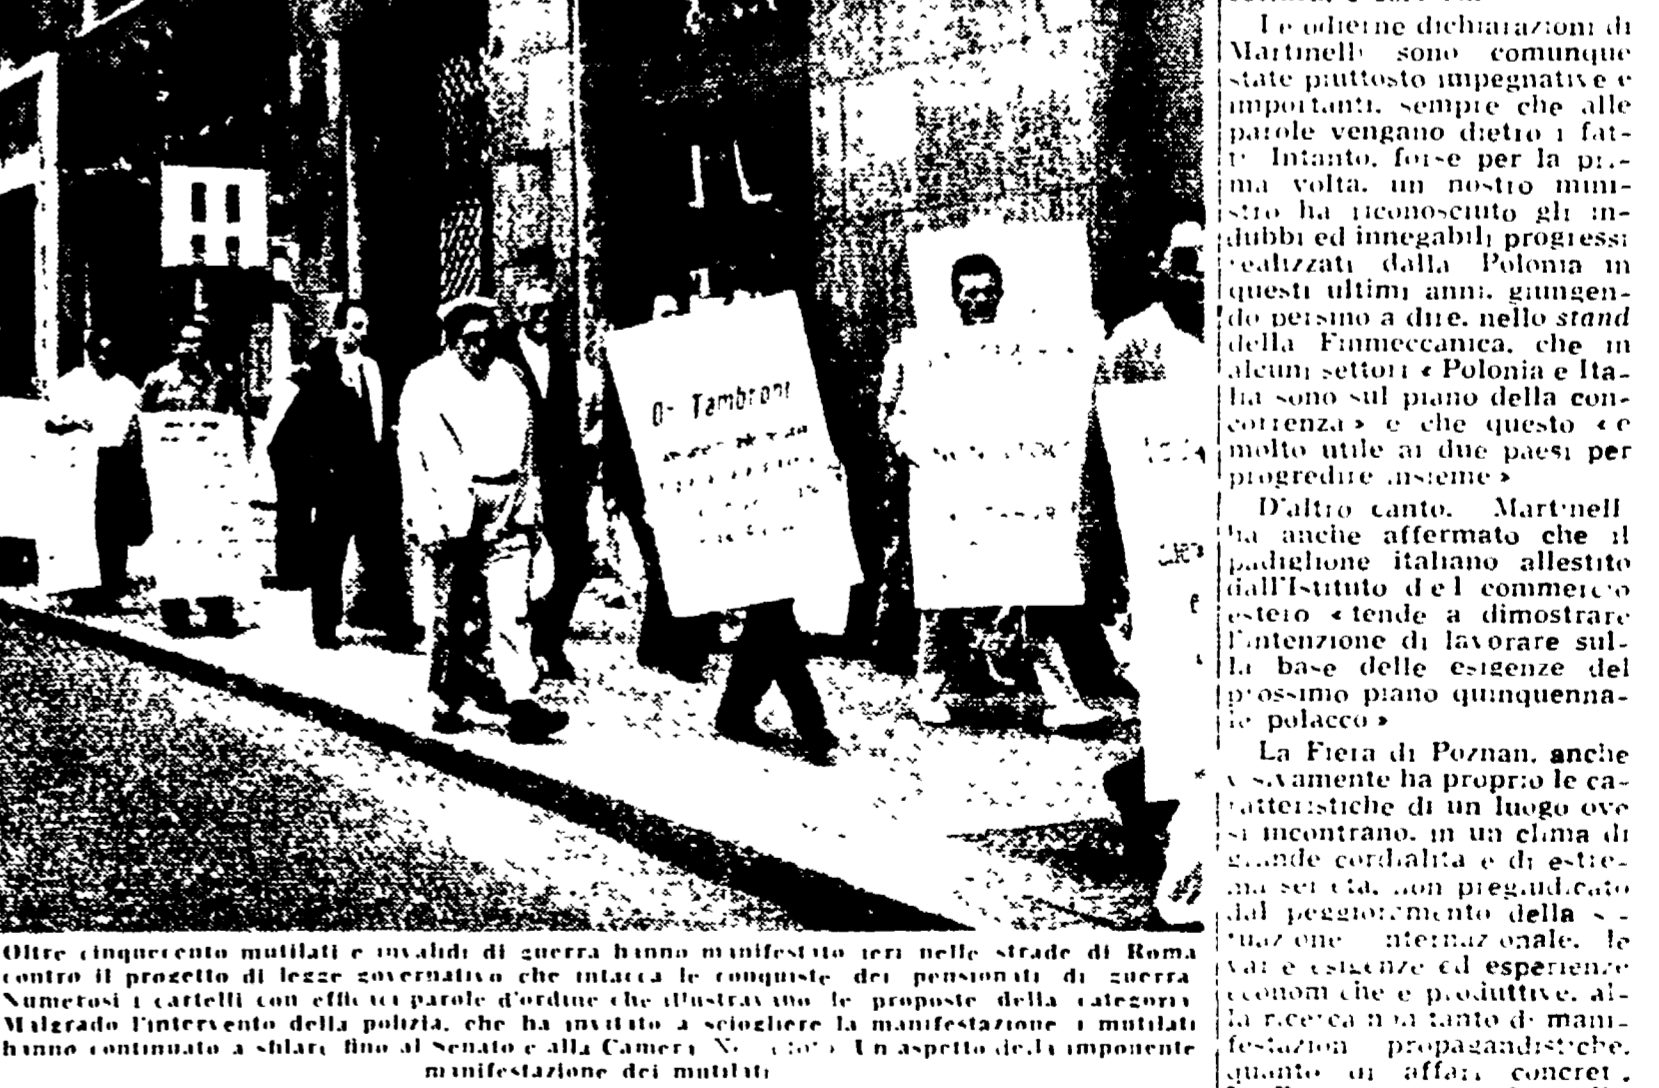 On Tambroni
Oltre cinquecento mutilati e invalidi di guerra hanno manifestato ieri nelle strade di Roma
contro il progetto di legge governativo che intacca le conquiste dei pensionati di guerra
Numerosi i cartelli con efficaci parole d'ordine che illustravano le proposte della categoria
Malgrado l'intervento della polizia, che ha invitato a sciogliere la manifestazione i mutilati
hanno continuato a sfilare fino al Senato e alla Camera Un aspetto della imponente
manifestazione dei mutilati
Le odierne dichiarazioni di
Martinelli sono comunque
state piuttosto impegnative e
importanti, sempre che alle
parole vengano dietro i fat-
ti Intanto, forse per la pri-
ma volta, un nostro mini-
stro ha riconosciuto gli in-
dubbi ed innegabili progressi
realizzati dalla Polonia in
questi ultimi anni, giungen-
do persino a dire, nello stand
della Finmeccanica, che in
alcuni settori « Polonia e Ita-
lia sono sul piano della con-
correnza » e che questo « è
molto utile ai due paesi per
progredire insieme »
D'altro canto, Martinelli
ha anche affermato che il
padiglione italiano allestito
dall'Istituto del commercio
estero « tende a dimostrare
l'intenzione di lavorare sul-
la base delle esigenze del
prossimo piano quinquenna-
le polacco »
La Fiera di Poznan, anche
visivamente ha proprio le ca-
ratteristiche di un luogo ove
si incontrano, in un clima di
grande cordialità e di estre-
ma serietà, non pregiudicato
dal peggioramento della si-
tuazione internazionale, le
varie esigenze ed esperienze
economiche e produttive, al-
la ricerca non tanto di mani-
festazioni propagandistiche,
quanto di affari concreti,